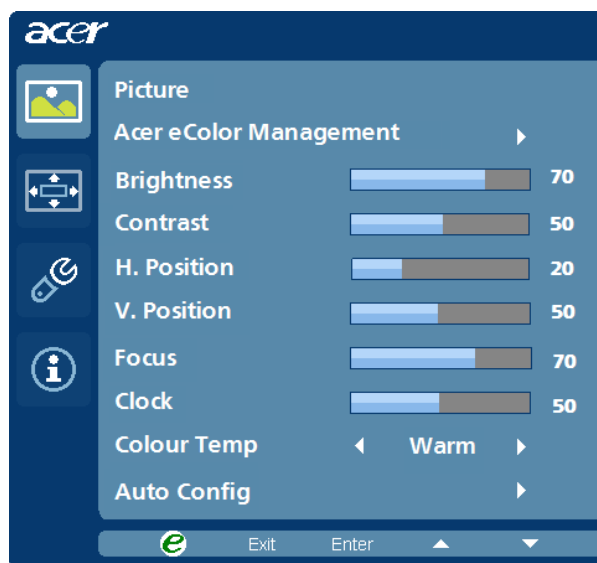 acer
Picture
Acer eColor Management
Brightness 70
Contrast 50
H. Position 20
V. Position 50
Focus 70
Clock 50
Colour Temp Warm
Auto Config
e Exit Enter